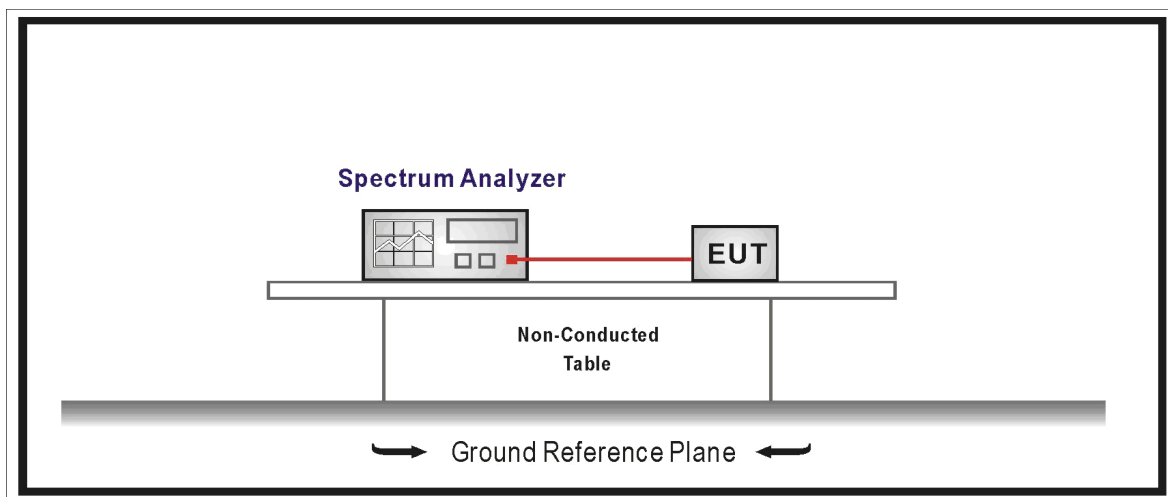 Spectrum Analyzer
EUT
Non-Conducted
Table
Ground Reference Plane